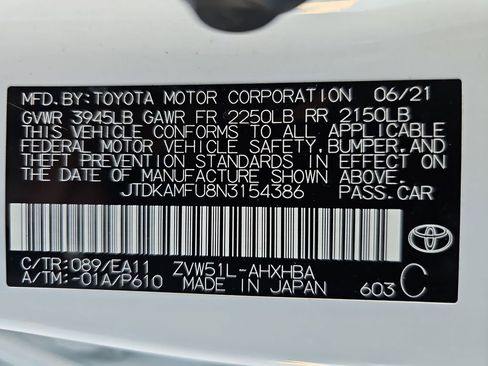 MFD.BY:TOYOTA MOTOR CORPORATION 06/21
GVWR 3945LB GAWR FR 2250LB RR 2150LB
THIS VEHICLE CONFORMS TO ALL APPLICABLE
FEDERAL MOTOR VEHICLE SAFETY,BUMPER,AND
THEFT PREVENTION STANDARDS IN EFFECT ON
THE DATE OF MANUFACTURE SHOWN ABOVE.
JTDKAMFU8N3154386 PASS.CAR
TOYOTA
C/TR:089/EA11 ZVW51L-AHXHBA
A/TM:-01A/P610 MADE IN JAPAN 603 C